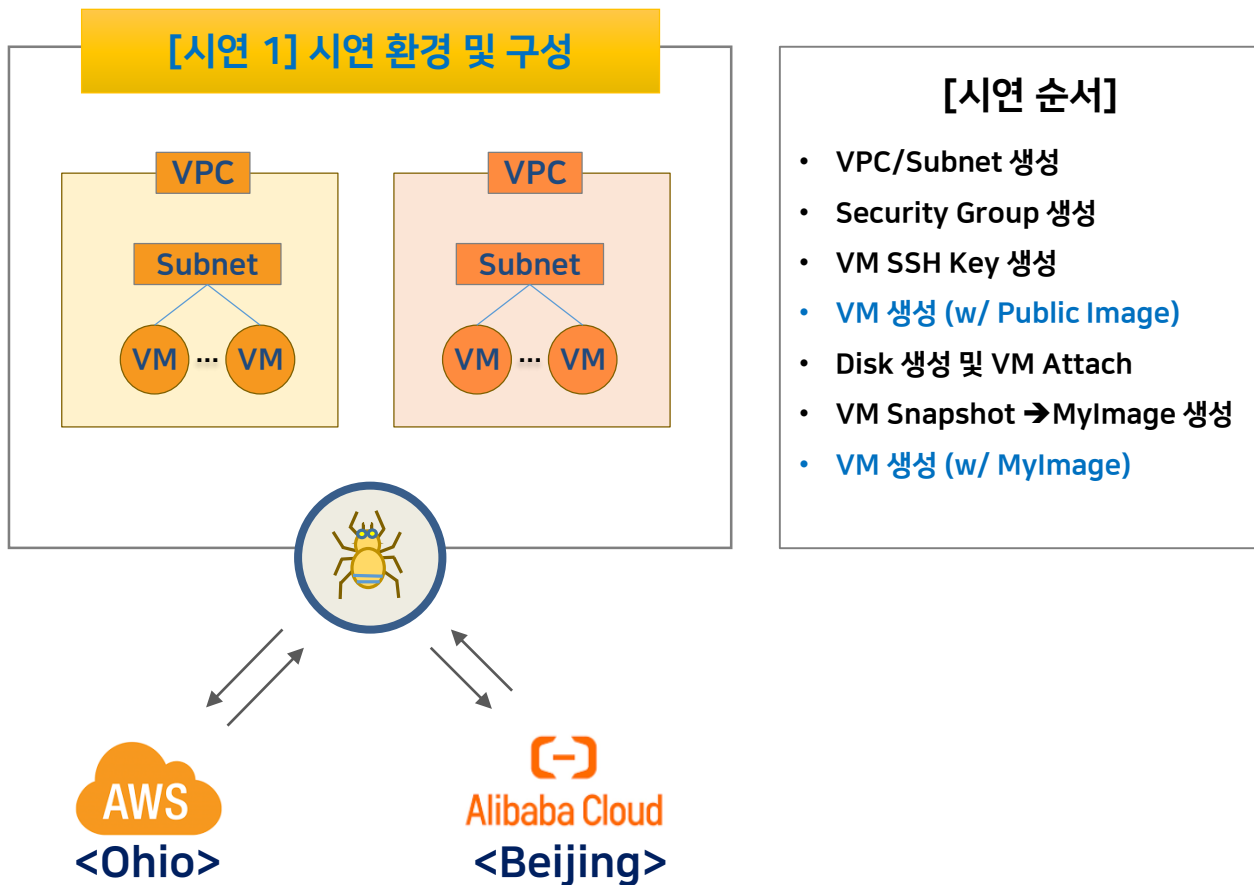 [시연 1] 시연 환경 및 구성
VPC
Subnet
VM ... VM
VPC
Subnet
VM ... VM
AWS
<Ohio>
Alibaba Cloud
<Beijing>
[시연 순서]
• VPC/Subnet 생성
• Security Group 생성
• VM SSH Key 생성
• VM 생성 (w/ Public Image)
• Disk 생성 및 VM Attach
• VM Snapshot ➔MyImage 생성
• VM 생성 (w/ MyImage)